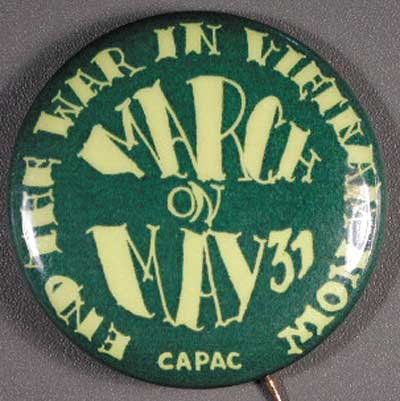 END THE WAR IN VIETNAM NOW
MARCH
ON
MAY 31
CAPAC